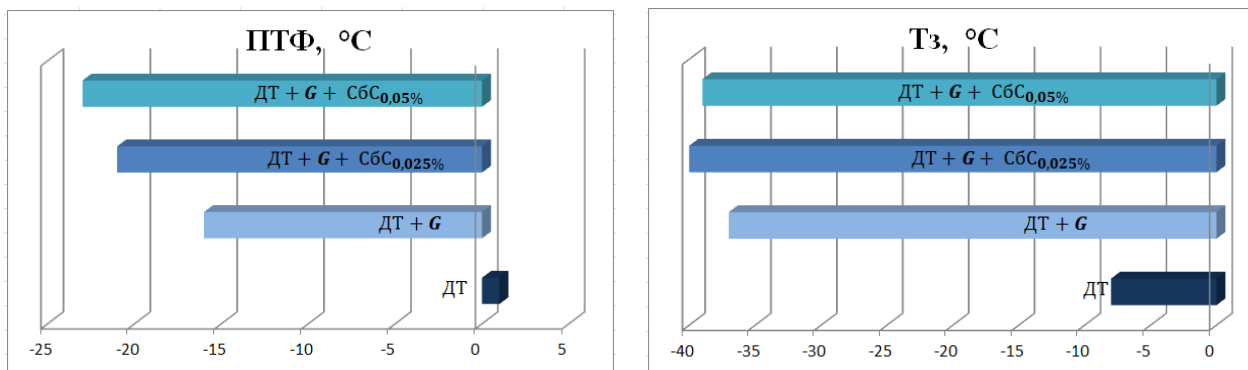 ПТФ, °С
ДТ + G + СбС0,05%
ДТ + G + СбС0,025%
ДТ + G
ДТ
-25 -20 -15 -10 -5 0 5
Тз, °С
ДТ + G + СбС0,05%
ДТ + G + СбС0,025%
ДТ + G
ДТ
-40 -35 -30 -25 -20 -15 -10 -5 -0